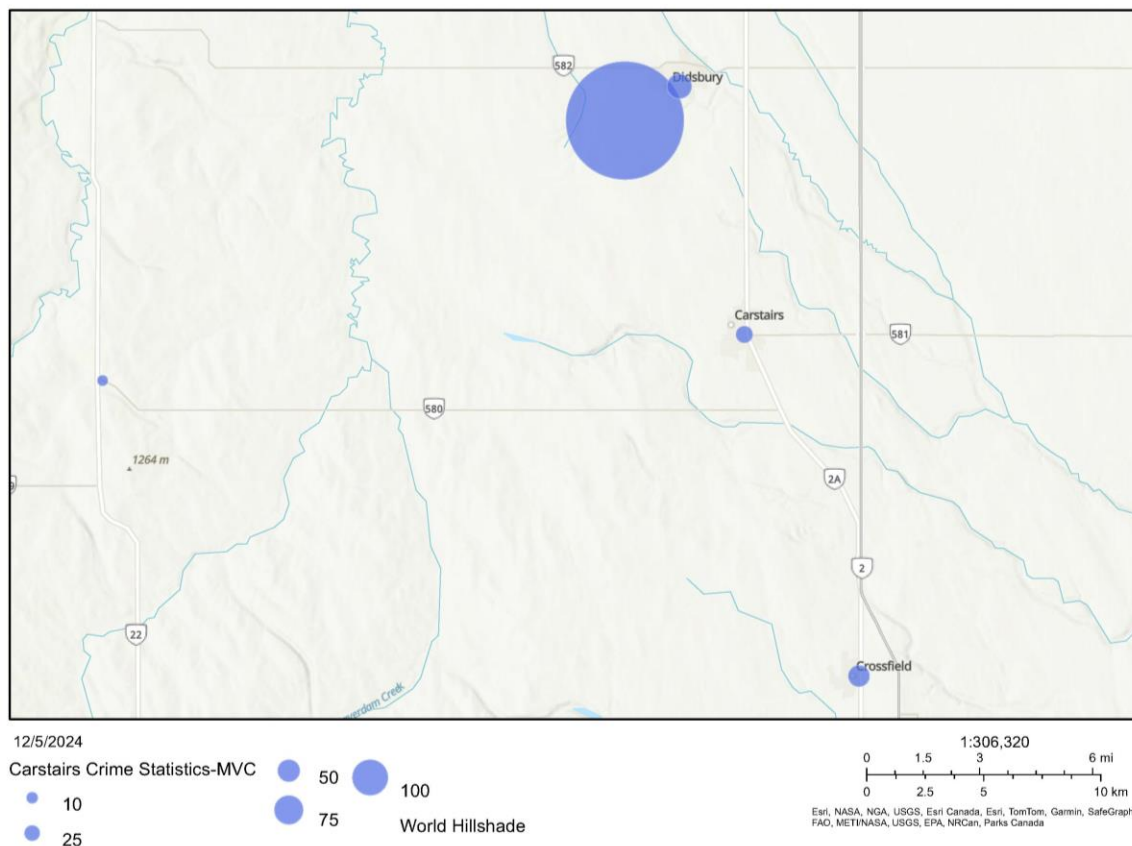 582
Didsbury
Carstairs
581
580
1264 m
2A
2
22
Crossfield
Creek
12/5/2024
Carstairs Crime Statistics-MVC
10
25
50
75
100
World Hillshade
1:306,320
0 1.5 3 6 mi
0 2.5 5 10 km
Esri, NASA, NGA, USGS, Esri Canada, Esri, TomTom, Garmin, SafeGraph,
FAO, METI/NASA, USGS, EPA, NRCan, Parks Canada